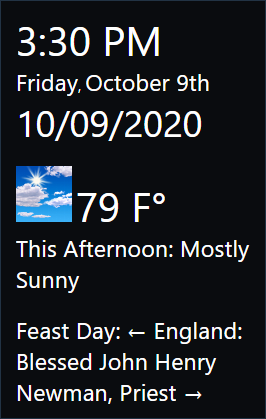 3:30 PM
Friday, October 9th
10/09/2020
79 F°
This Afternoon: Mostly
Sunny
Feast Day: ← England:
Blessed John Henry
Newman, Priest →